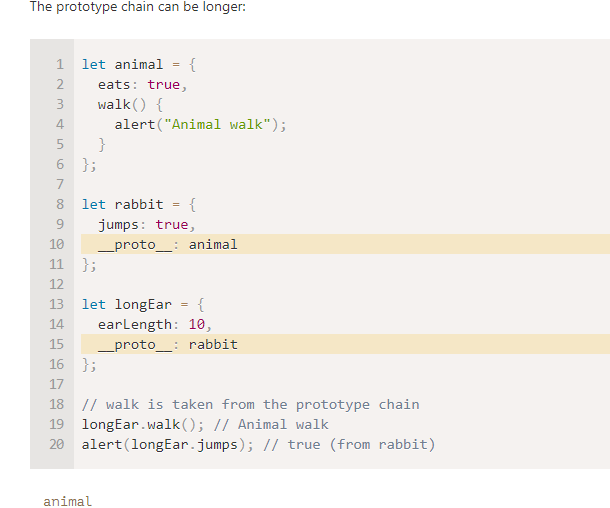 The prototype chain can be longer:
1 let animal = {
2   eats: true,
3   walk() {
4     alert("Animal walk");
5   }
6 };
7
8 let rabbit = {
9   jumps: true,
10   __proto__: animal
11 };
12
13 let longEar = {
14   earLength: 10,
15   __proto__: rabbit
16 };
17
18 // walk is taken from the prototype chain
19 longEar.walk(); // Animal walk
20 alert(longEar.jumps); // true (from rabbit)
animal